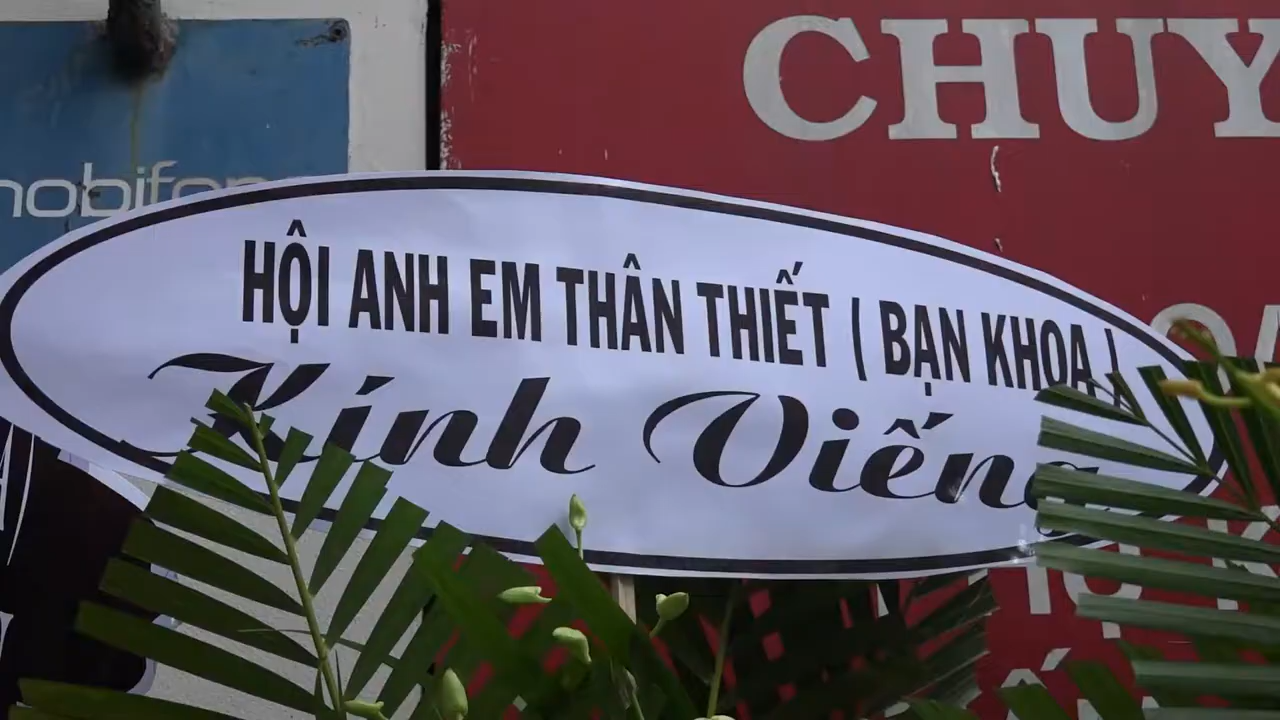 CHUY
mobifone
HỘI ANH EM THÂN THIẾT ( BẠN KHOA )
Kính Viếng